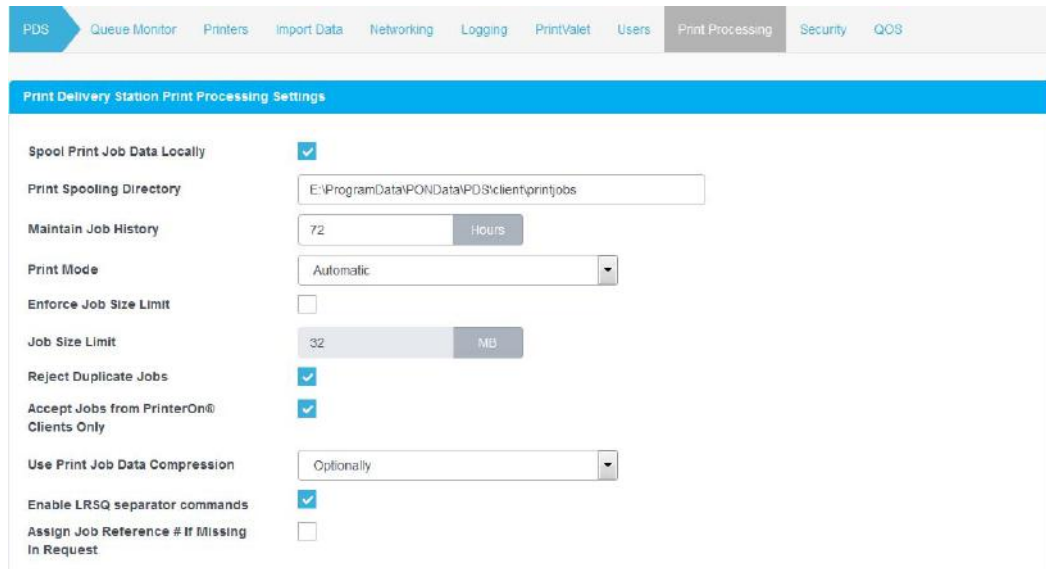 PDS Queue Monitor Printers Import Data Networking Logging PrintValet Users Print Processing Security QOS
Print Delivery Station Print Processing Settings
Spool Print Job Data Locally
Print Spooling Directory E:\ProgramData\PONData\PDS\client\printjobs
Maintain Job History 72 Hours
Print Mode Automatic
Enforce Job Size Limit
Job Size Limit 32 MB
Reject Duplicate Jobs
Accept Jobs from PrinterOn®
Clients Only
Use Print Job Data Compression Optionally
Enable LRSQ separator commands
Assign Job Reference # If Missing
In Request